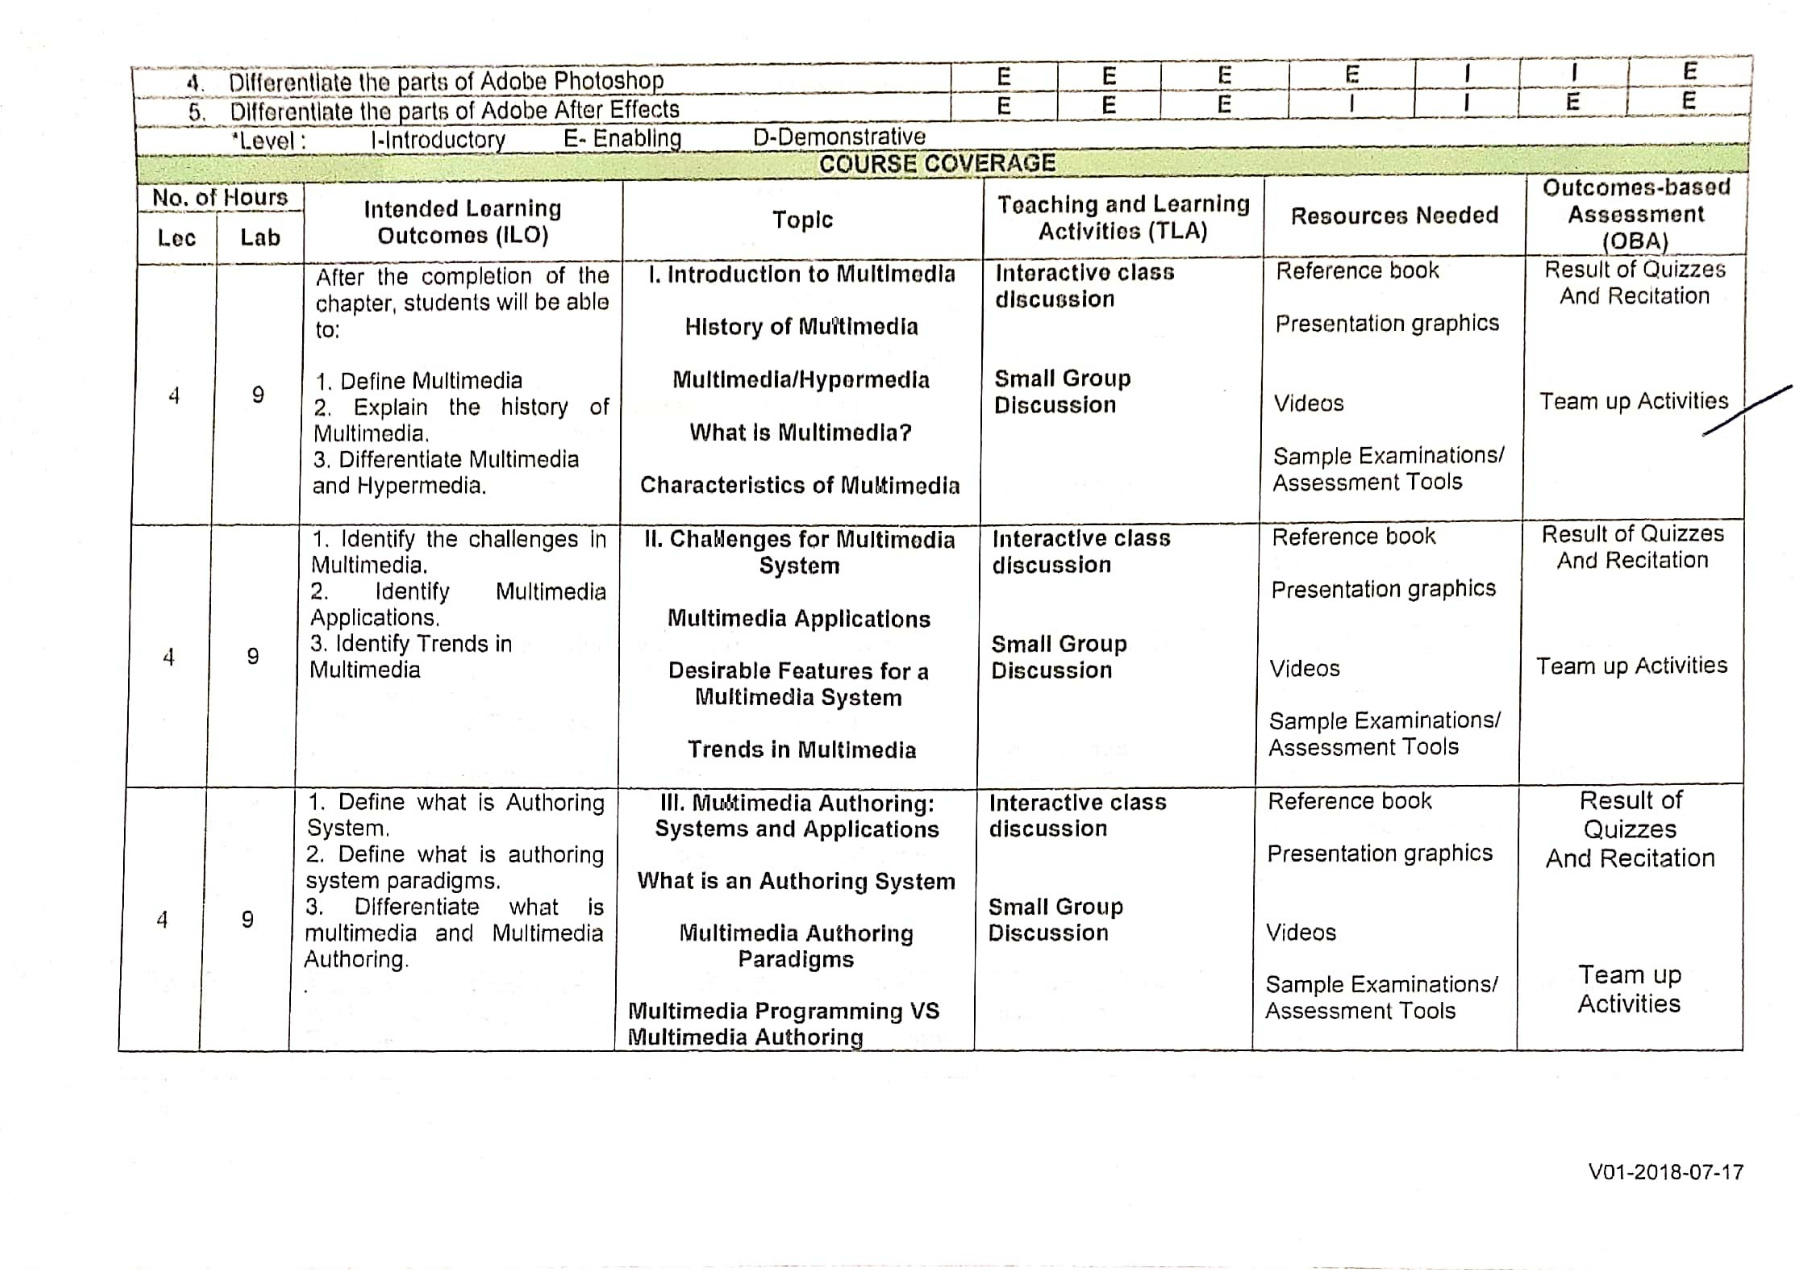 4. Differentiate the parts of Adobe Photoshop E E E E I I E
5. Differentiate the parts of Adobe After Effects E E E I I E E
*Level : I-Introductory E- Enabling D-Demonstrative
COURSE COVERAGE
No. of Hours
Lec Lab
Intended Learning
Outcomes (ILO)
Topic
Teaching and Learning
Activities (TLA)
Resources Needed
Outcomes-based
Assessment
(OBA)
4
9
After the completion of the
chapter, students will be able
to:
1. Define Multimedia
2. Explain the history of
Multimedia.
3. Differentiate Multimedia
and Hypermedia.
I. Introduction to Multimedia
History of Multimedia
Multimedia/Hypermedia
What is Multimedia?
Characteristics of Multimedia
Interactive class
discussion
Small Group
Discussion
Reference book
Presentation graphics
Videos
Sample Examinations/
Assessment Tools
Result of Quizzes
And Recitation
Team up Activities
4
9
1. Identify the challenges in
Multimedia.
2. Identify Multimedia
Applications.
3. Identify Trends in
Multimedia
II. Challenges for Multimedia
System
Multimedia Applications
Desirable Features for a
Multimedia System
Trends in Multimedia
Interactive class
discussion
Small Group
Discussion
Reference book
Presentation graphics
Videos
Sample Examinations/
Assessment Tools
Result of Quizzes
And Recitation
Team up Activities
4
9
1. Define what is Authoring
System.
2. Define what is authoring
system paradigms.
3. Differentiate what is
multimedia and Multimedia
Authoring.
III. Multimedia Authoring:
Systems and Applications
What is an Authoring System
Multimedia Authoring
Paradigms
Multimedia Programming VS
Multimedia Authoring
Interactive class
discussion
Small Group
Discussion
Reference book
Presentation graphics
Videos
Sample Examinations/
Assessment Tools
Result of
Quizzes
And Recitation
Team up
Activities
V01-2018-07-17